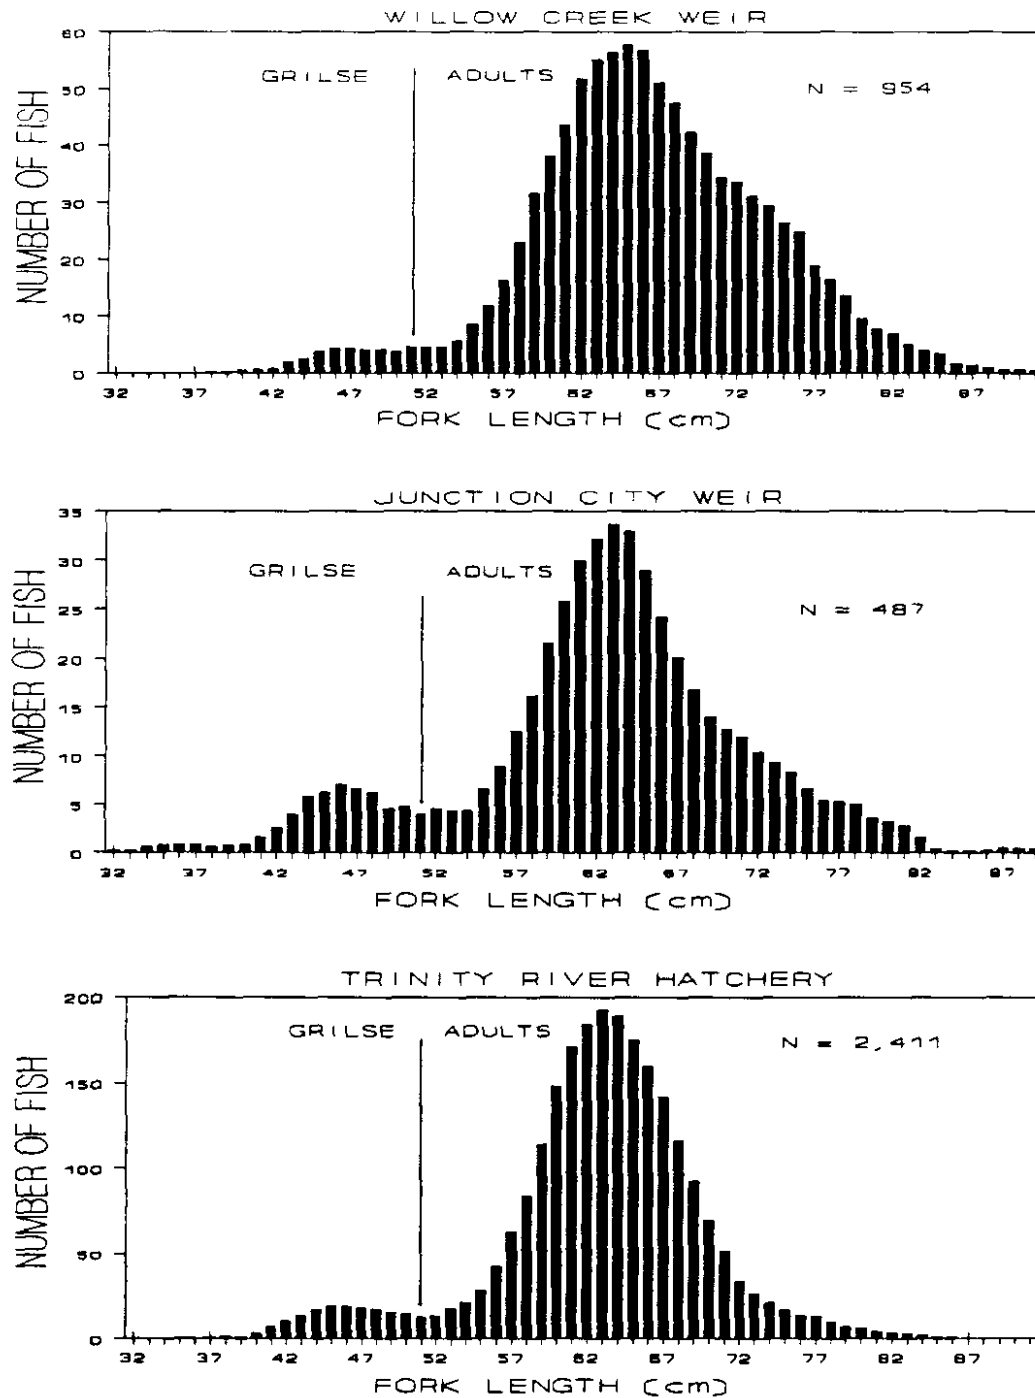 WILLOW CREEK WEIR
NUMBER OF FISH
60
50
40
30
20
10
0
GRILSE ADULTS
N = 954
32 37 42 47 52 57 62 67 72 77 82 87
FORK LENGTH (cm)
JUNCTION CITY WEIR
NUMBER OF FISH
35
30
25
20
15
10
5
0
GRILSE ADULTS
N = 487
32 37 42 47 52 57 62 67 72 77 82 87
FORK LENGTH (cm)
TRINITY RIVER HATCHERY
NUMBER OF FISH
200
150
100
50
0
GRILSE ADULTS
N = 2,411
32 37 42 47 52 57 62 67 72 77 82 87
FORK LENGTH (cm)